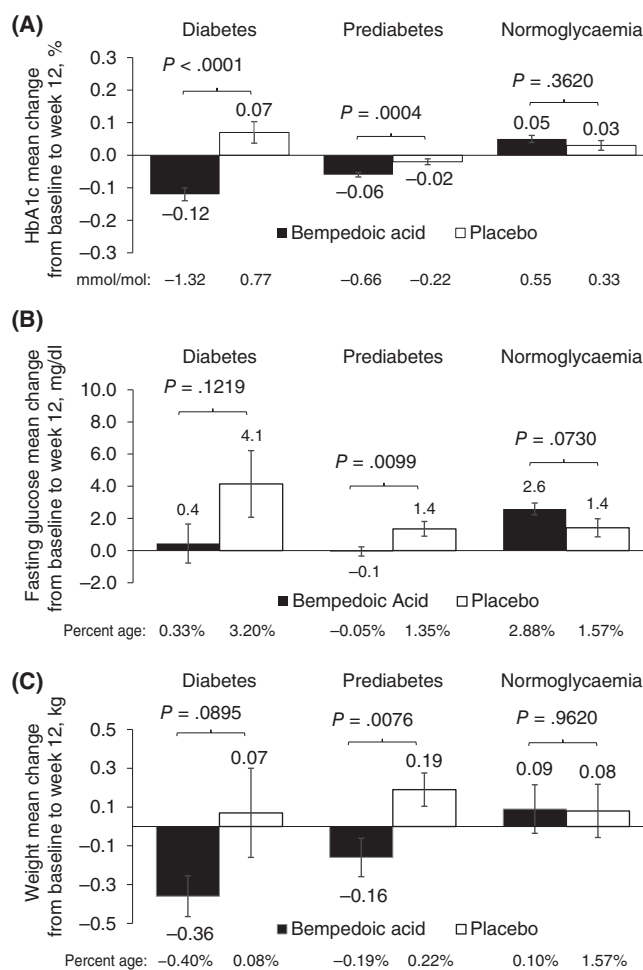 (A)
Diabetes Prediabetes Normoglycaemia
HbA1c mean change
from baseline to week 12, %
P < .0001
P = .0004
P = .3620
0.3
0.2
0.1
0.0
−0.1
−0.2
−0.3
−0.12
0.07
−0.06
−0.02
0.05
0.03
Bempedoic acid Placebo
mmol/mol: −1.32 0.77 −0.66 −0.22 0.55 0.33
(B)
Diabetes Prediabetes Normoglycaemia
Fasting glucose mean change
from baseline to week 12, mg/dl
P = .1219
P = .0099
P = .0730
10.0
8.0
6.0
4.0
2.0
0.0
−2.0
0.4
4.1
−0.1
1.4
2.6
1.4
Bempedoic Acid Placebo
Percent age: 0.33% 3.20% −0.05% 1.35% 2.88% 1.57%
(C)
Diabetes Prediabetes Normoglycaemia
Weight mean change
from baseline to week 12, kg
P = .0895
P = .0076
P = .9620
0.5
0.3
0.1
−0.1
−0.3
−0.5
−0.36
0.07
−0.16
0.19
0.09
0.08
Bempedoic acid Placebo
Percent age: −0.40% 0.08% −0.19% 0.22% 0.10% 1.57%